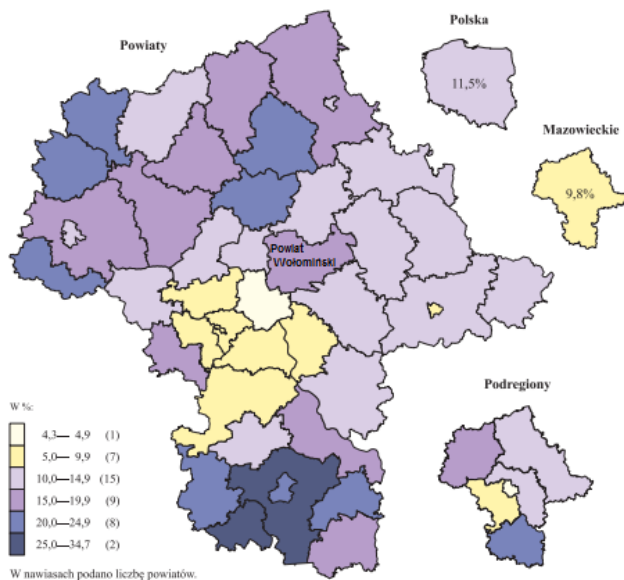 Powiaty
Polska
11,5%
Mazowieckie
9,8%
Powiat
Wołomiński
Podregiony
W %:
4,3— 4,9 (1)
5,0— 9,9 (7)
10,0—14,9 (15)
15,0—19,9 (9)
20,0—24,9 (8)
25,0—34,7 (2)
W nawiasach podano liczbę powiatów.